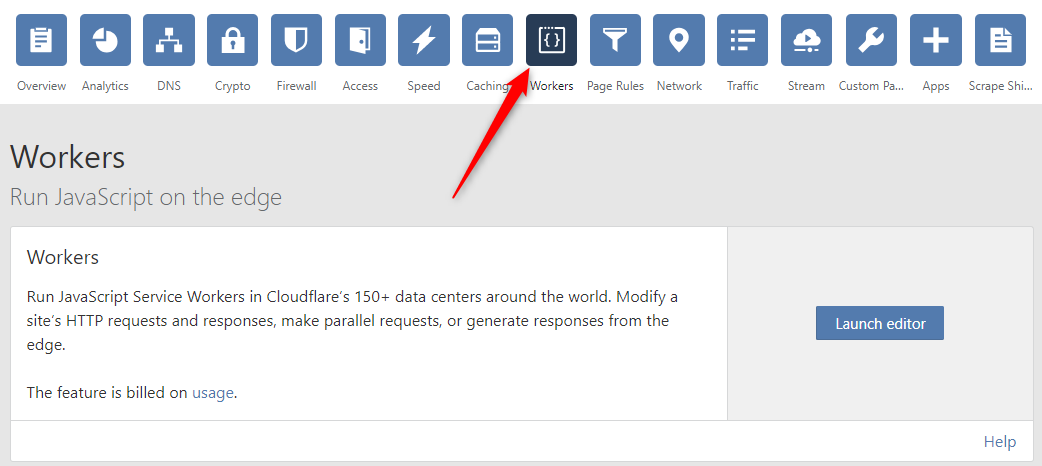 Overview Analytics DNS Crypto Firewall Access Speed Caching Workers Page Rules Network Traffic Stream Custom Pa... Apps Scrape Shi...
Workers
Run JavaScript on the edge
Workers
Run JavaScript Service Workers in Cloudflare's 150+ data centers around the world. Modify a
site's HTTP requests and responses, make parallel requests, or generate responses from the
edge.
Launch editor
The feature is billed on usage.
Help